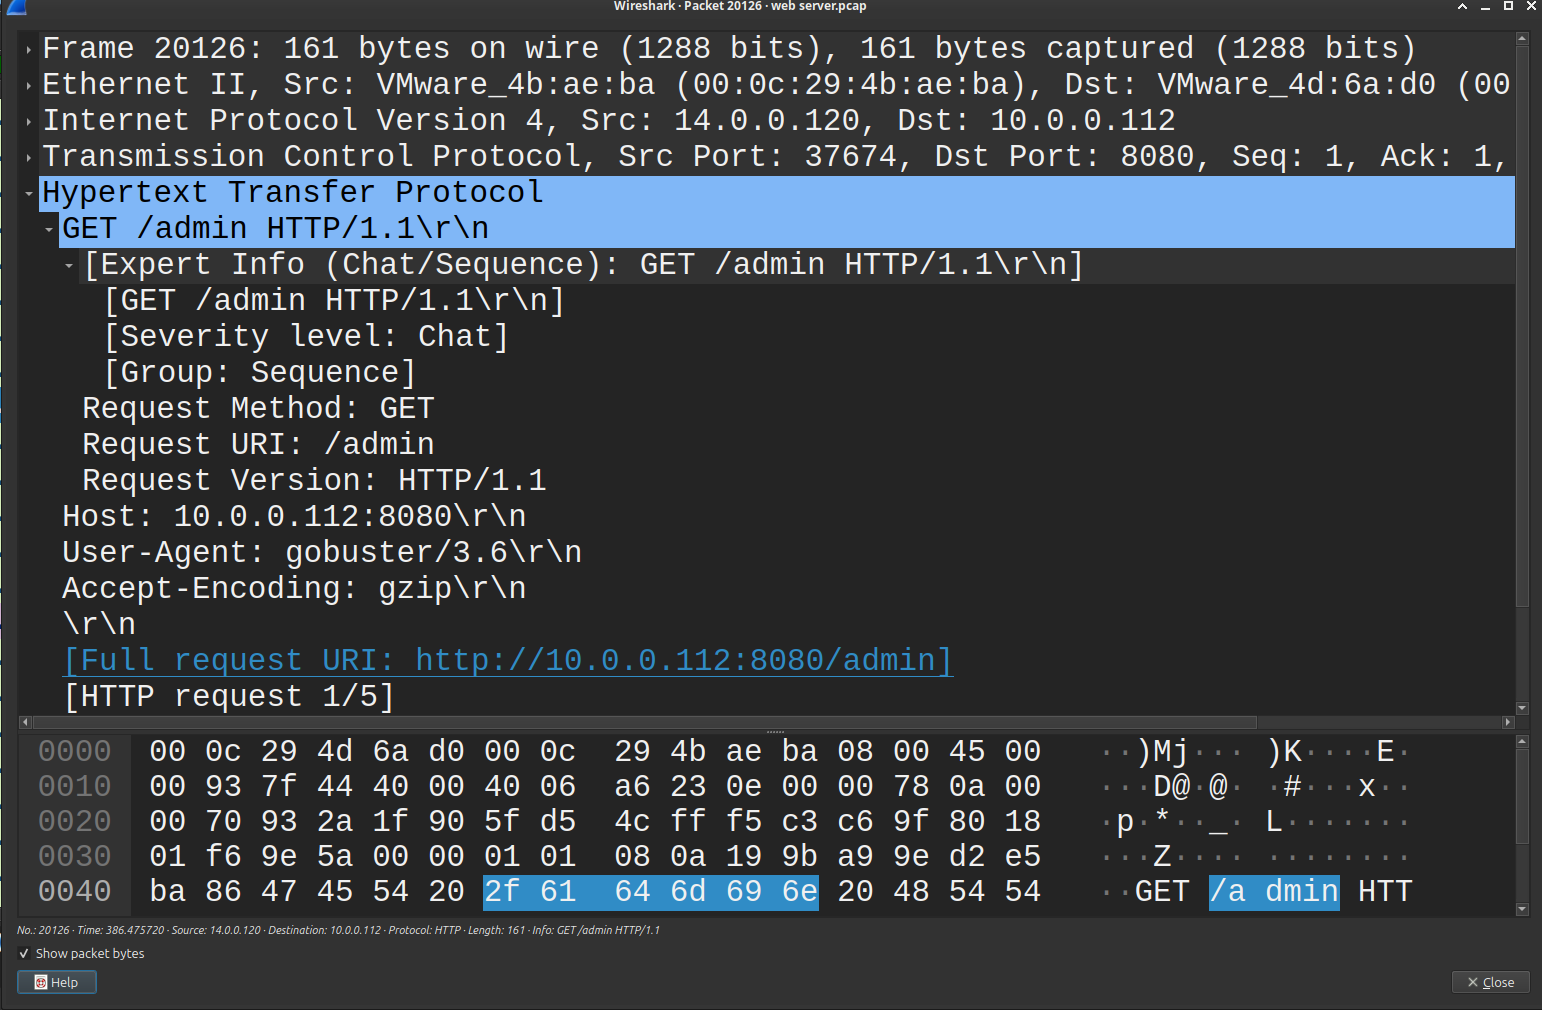 Wireshark · Packet 20126 · web server.pcap
Frame 20126: 161 bytes on wire (1288 bits), 161 bytes captured (1288 bits)
Ethernet II, Src: VMware_4b:ae:ba (00:0c:29:4b:ae:ba), Dst: VMware_4d:6a:d0 (00
Internet Protocol Version 4, Src: 14.0.0.120, Dst: 10.0.0.112
Transmission Control Protocol, Src Port: 37674, Dst Port: 8080, Seq: 1, Ack: 1,
Hypertext Transfer Protocol
GET /admin HTTP/1.1\r\n
[Expert Info (Chat/Sequence): GET /admin HTTP/1.1\r\n]
[GET /admin HTTP/1.1\r\n]
[Severity level: Chat]
[Group: Sequence]
Request Method: GET
Request URI: /admin
Request Version: HTTP/1.1
Host: 10.0.0.112:8080\r\n
User-Agent: gobuster/3.6\r\n
Accept-Encoding: gzip\r\n
\r\n
[Full request URI: http://10.0.0.112:8080/admin]
[HTTP request 1/5]
0000 00 0c 29 4d 6a d0 00 0c 29 4b ae ba 08 00 45 00 ··)Mj··· )K····E·
0010 00 93 7f 44 40 00 40 06 a6 23 0e 00 00 78 0a 00 ···D@·@· ·#···x··
0020 00 70 93 2a 1f 90 5f d5 4c ff f5 c3 c6 9f 80 18 ·p·*··_· L·······
0030 01 f6 9e 5a 00 00 01 01 08 0a 19 9b a9 9e d2 e5 ···Z···· ········
0040 ba 86 47 45 54 20 2f 61 64 6d 69 6e 20 48 54 54 ··GET /a dmin HTT
No.: 20126 · Time: 386.475720 · Source: 14.0.0.120 · Destination: 10.0.0.112 · Protocol: HTTP · Length: 161 · Info: GET /admin HTTP/1.1
Show packet bytes
Help
Close